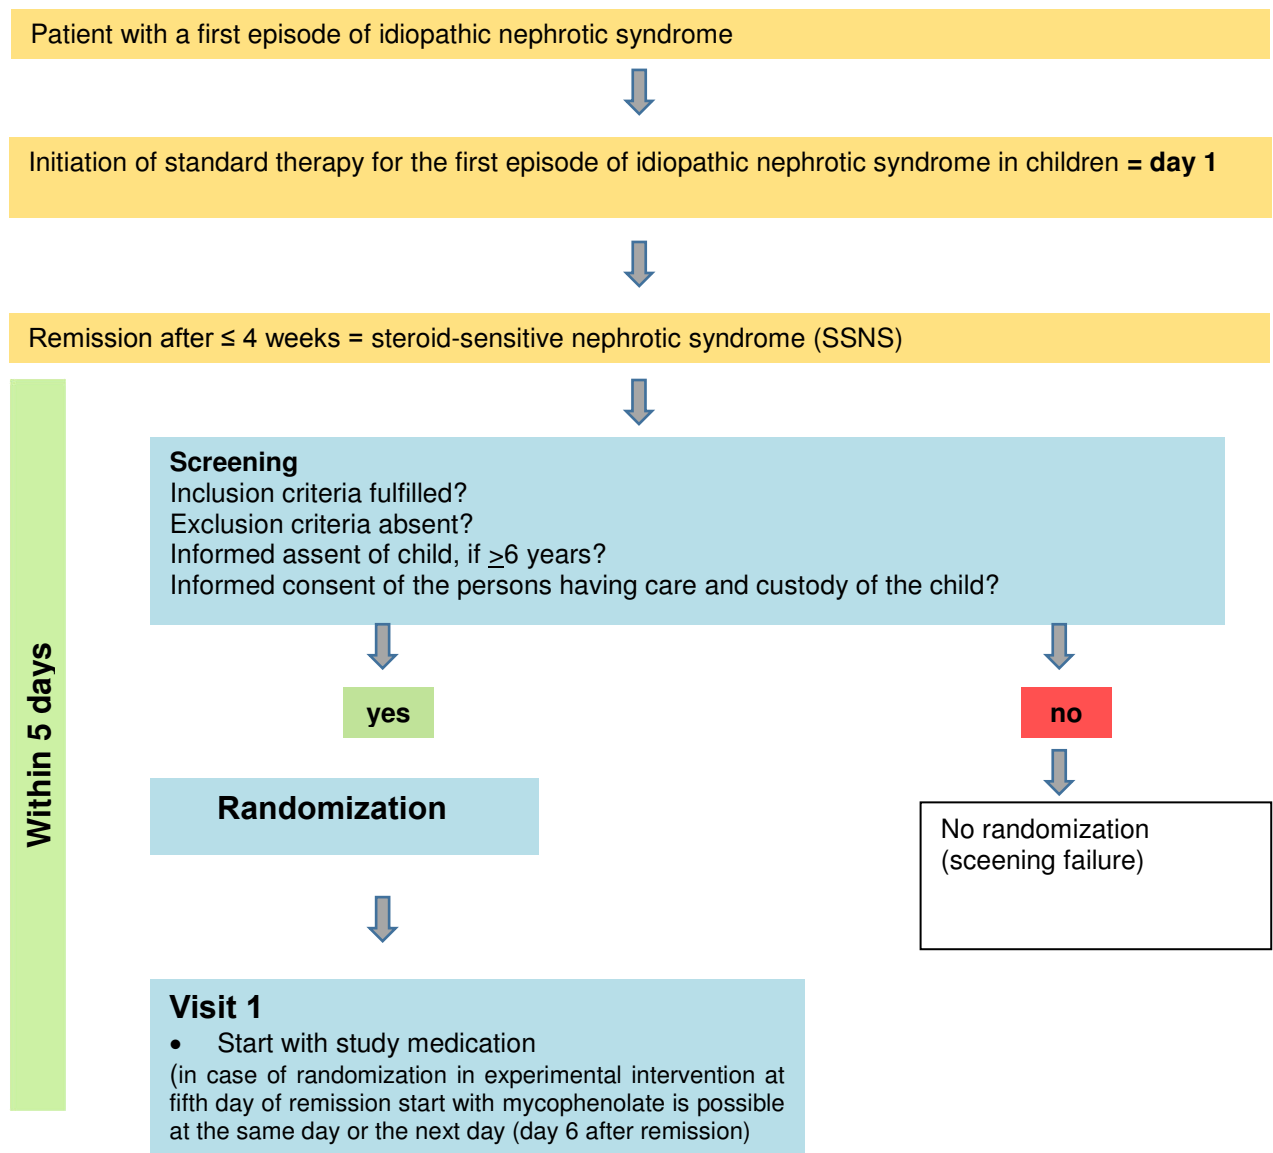 Patient with a first episode of idiopathic nephrotic syndrome
Initiation of standard therapy for the first episode of idiopathic nephrotic syndrome in children = day 1
Remission after ≤ 4 weeks = steroid-sensitive nephrotic syndrome (SSNS)
Within 5 days
Screening
Inclusion criteria fulfilled?
Exclusion criteria absent?
Informed assent of child, if ≥6 years?
Informed consent of the persons having care and custody of the child?
yes
no
Randomization
No randomization
(sceening failure)
Visit 1
• Start with study medication
(in case of randomization in experimental intervention at
fifth day of remission start with mycophenolate is possible
at the same day or the next day (day 6 after remission)